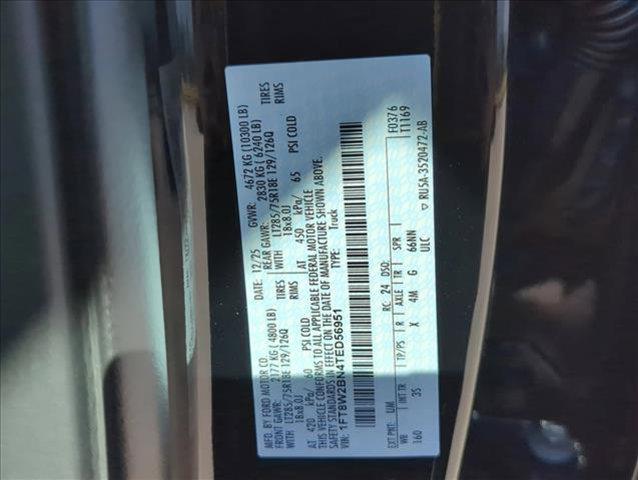 MFD. BY FORD MOTOR CO. DATE: 12/25 GVWR: 4672 KG (10300 LB)
FRONT GAWR: 2177 KG (4800 LB) REAR GAWR: 2830 KG (6240 LB)
WITH LT285/75R18E 129/126Q TIRES WITH LT285/75R18E 129/126Q TIRES
18x8.0J RIMS 18x8.0J RIMS
AT 420 kPa/ 60 PSI COLD AT 450 kPa/ 65 PSI COLD
THIS VEHICLE CONFORMS TO ALL APPLICABLE FEDERAL MOTOR VEHICLE
SAFETY STANDARDS IN EFFECT ON THE DATE OF MANUFACTURE SHOWN ABOVE.
VIN: 1FT8W2BN4TED56951 TYPE: Truck
F0376
T1169
EXT PNT: UM RC: 24 DSO:
WB INT TR TP/PS R AXLE TR SPR
160 35 X 4M G 66NN
ULC
▽ RU5A-3520472-AB